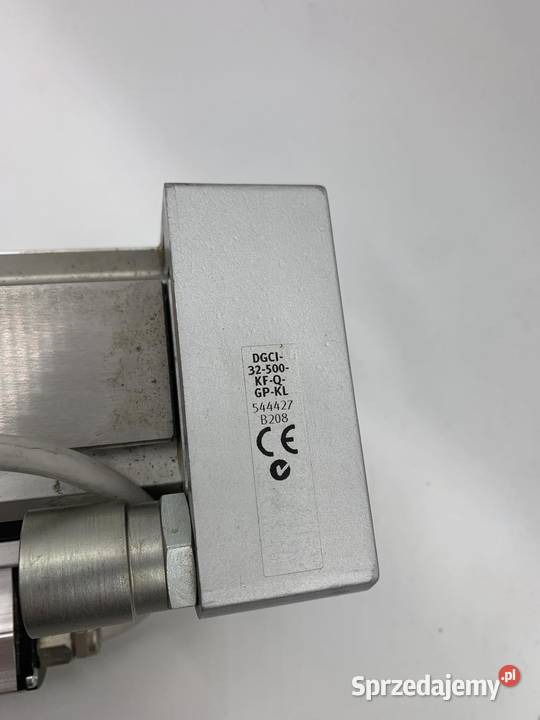 DGCI-
32-500-
KF-Q-
GP-KL
544427
B208
CE
Sprzedajemy.pl